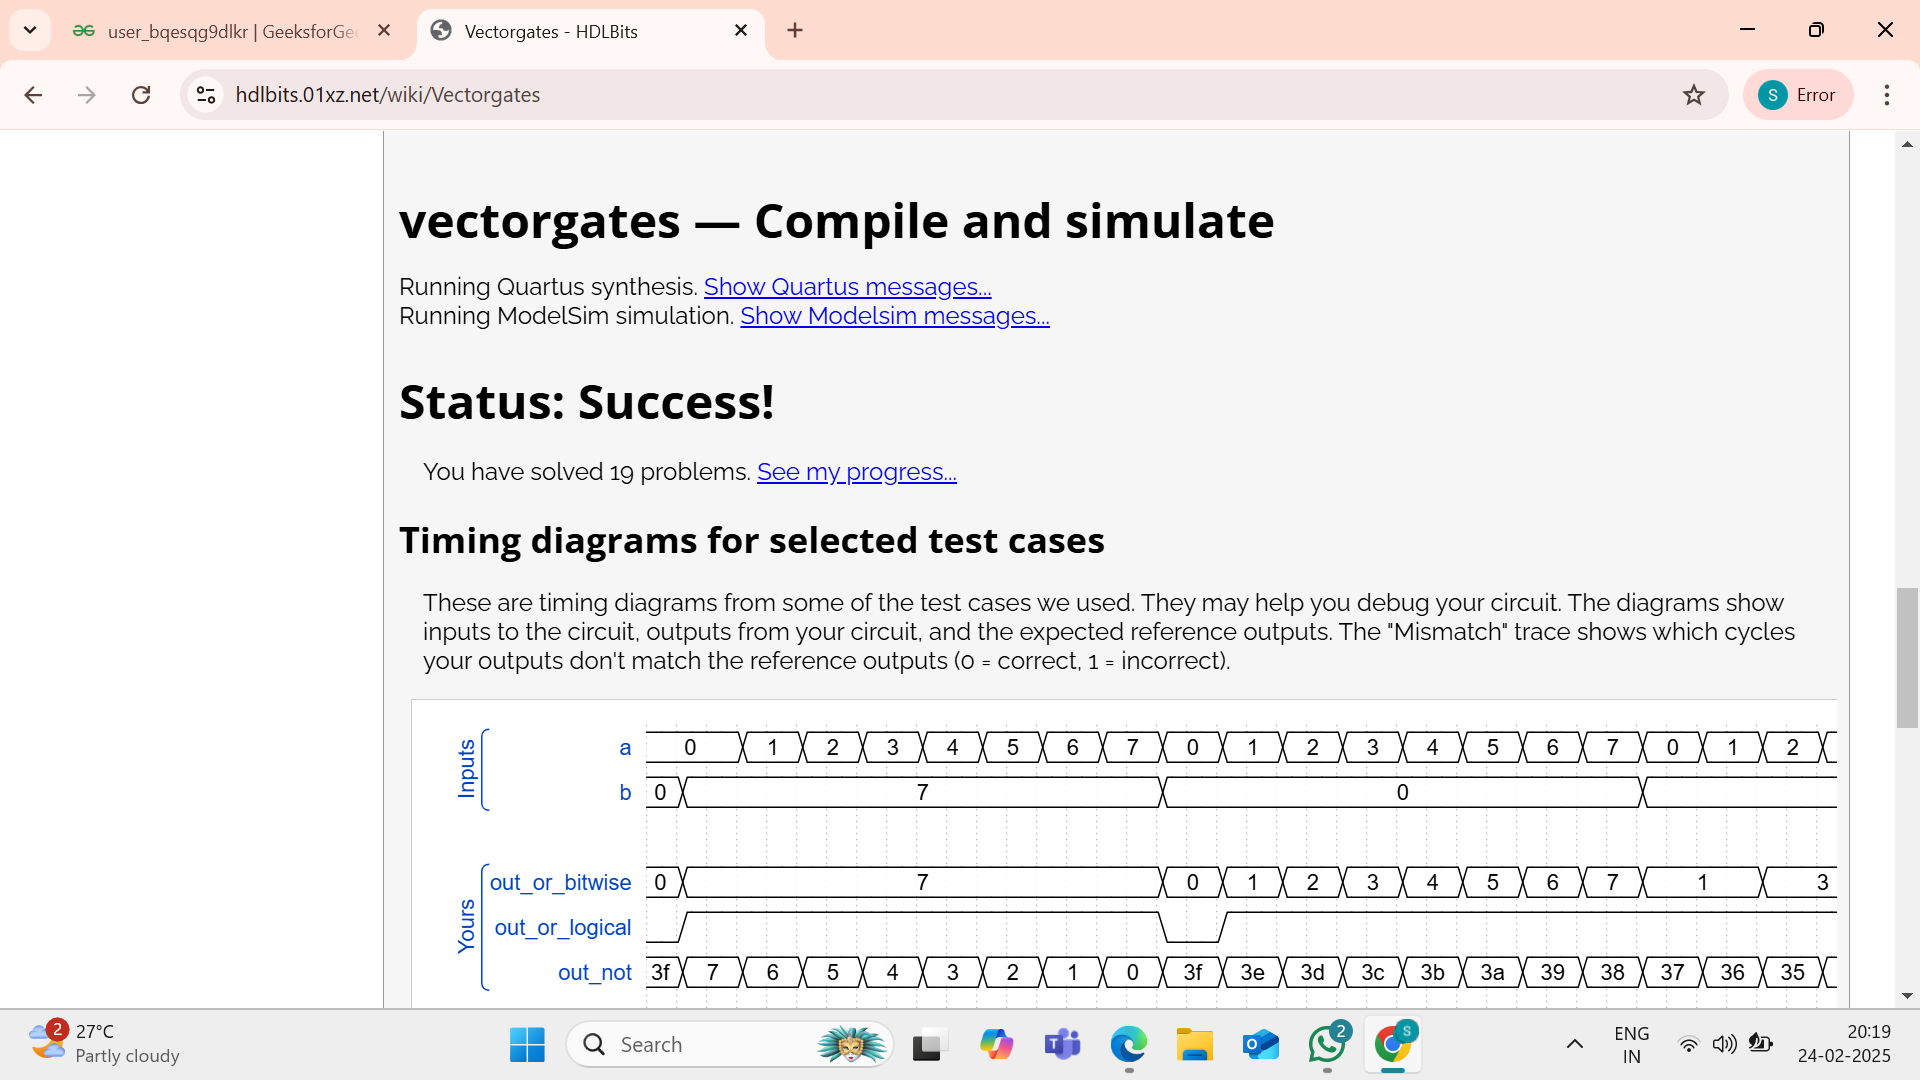 user_bqesqg9dlkr | GeeksforGee
Vectorgates - HDLBits
hdlbits.01xz.net/wiki/Vectorgates
S Error
vectorgates — Compile and simulate
Running Quartus synthesis. Show Quartus messages...
Running ModelSim simulation. Show Modelsim messages...
Status: Success!
You have solved 19 problems. See my progress...
Timing diagrams for selected test cases
These are timing diagrams from some of the test cases we used. They may help you debug your circuit. The diagrams show
inputs to the circuit, outputs from your circuit, and the expected reference outputs. The "Mismatch" trace shows which cycles
your outputs don't match the reference outputs (0 = correct, 1 = incorrect).
Inputs
a 0 1 2 3 4 5 6 7 0 1 2 3 4 5 6 7 0 1 2
b 0 7 0
Yours
out_or_bitwise 0 7 0 1 2 3 4 5 6 7 1 3
out_or_logical
out_not 3f 7 6 5 4 3 2 1 0 3f 3e 3d 3c 3b 3a 39 38 37 36 35
2
27°C
Partly cloudy
Search
2
S
ENG
IN
20:19
24-02-2025